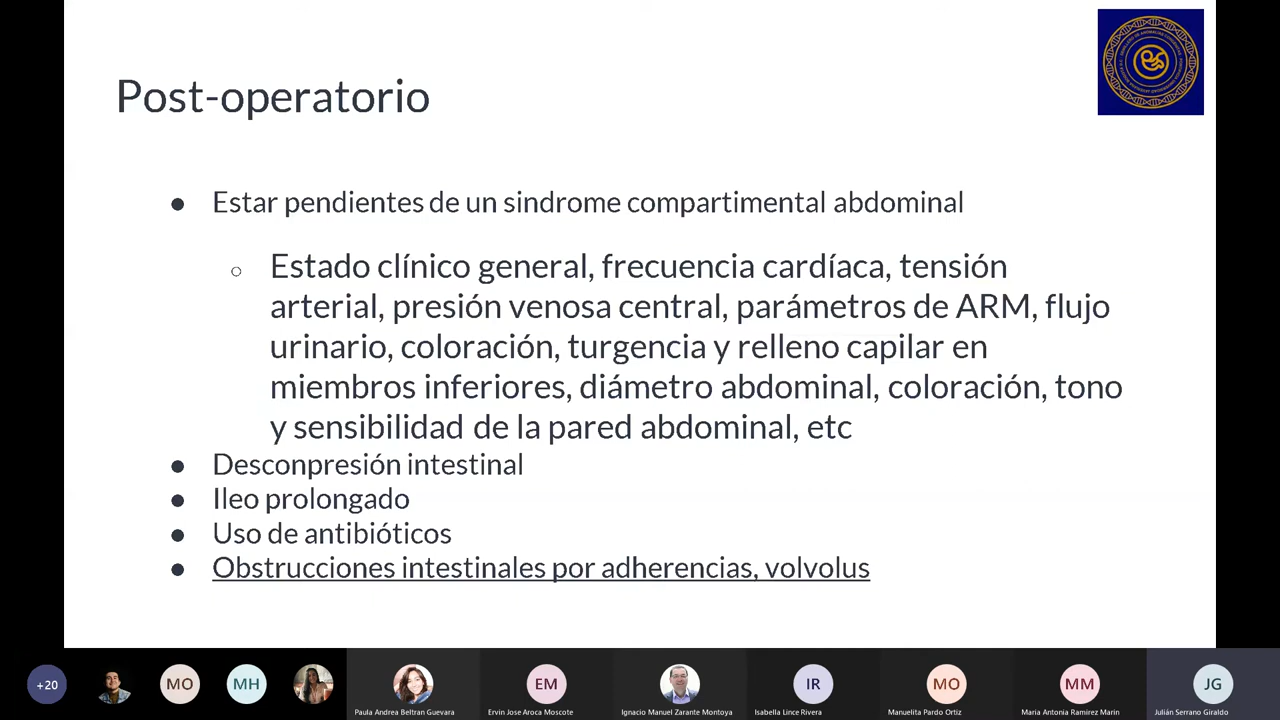 Post-operatorio
● Estar pendientes de un sindrome compartimental abdominal
○ Estado clínico general, frecuencia cardíaca, tensión
arterial, presión venosa central, parámetros de ARM, flujo
urinario, coloración, turgencia y relleno capilar en
miembros inferiores, diámetro abdominal, coloración, tono
y sensibilidad de la pared abdominal, etc
● Desconpresión intestinal
● Ileo prolongado
● Uso de antibióticos
● Obstrucciones intestinales por adherencias, volvolus
+20
MO
MH
EM
IR
MO
MM
JG
Paula Andrea Beltran Guevara
Ervin Jose Aroca Moscote
Ignacio Manuel Zarante Montoya
Isabella Lince Rivera
Manuelita Pardo Ortiz
Maria Antonia Ramirez Marin
Julián Serrano Giraldo